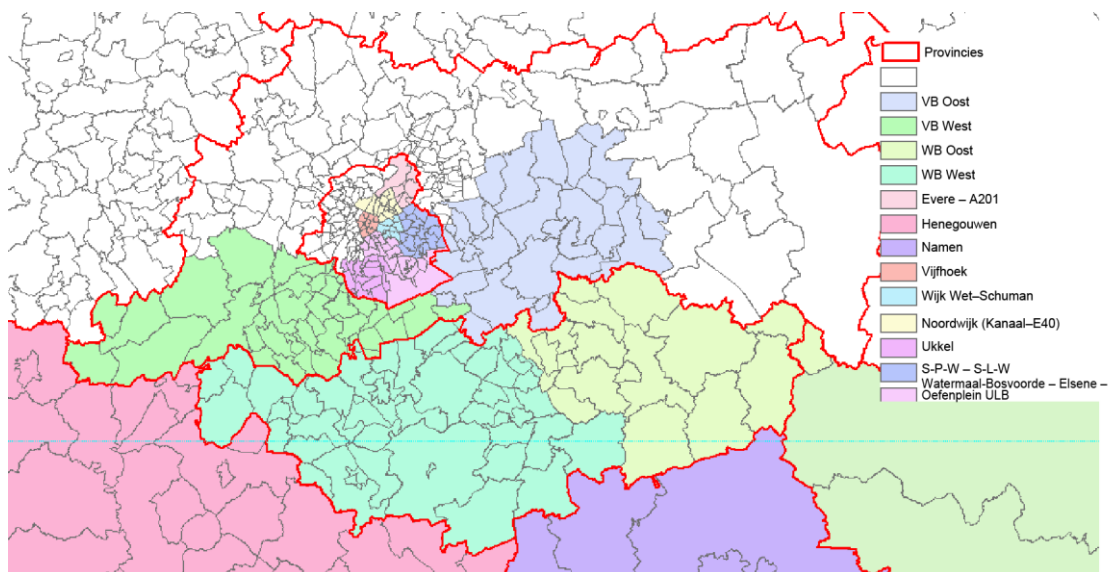 Provincies
VB Oost
VB West
WB Oost
WB West
Evere – A201
Henegouwen
Namen
Vijfhoek
Wijk Wet–Schuman
Noordwijk (Kanaal–E40)
Ukkel
S-P-W – S-L-W
Watermaal-Bosvoorde – Elsene –
Oefenplein ULB